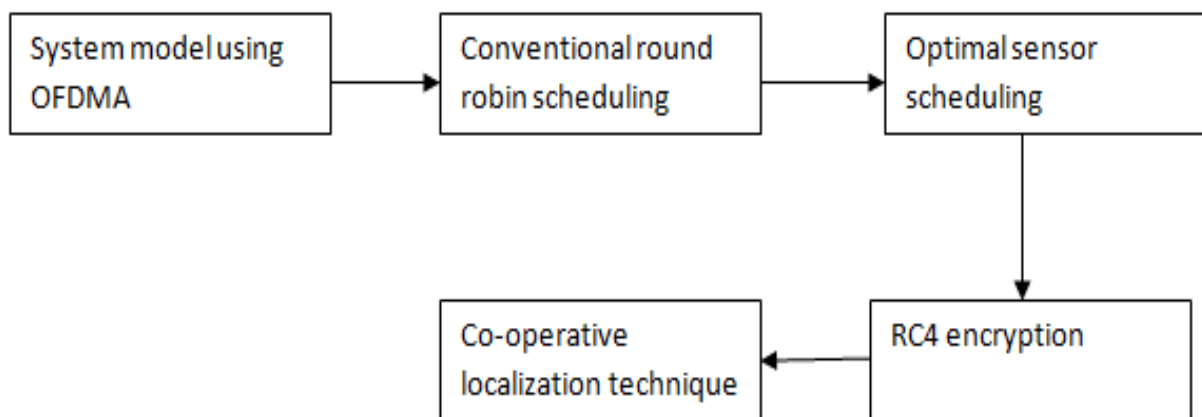 System model using
OFDMA
Conventional round
robin scheduling
Optimal sensor
scheduling
RC4 encryption
Co-operative
localization technique